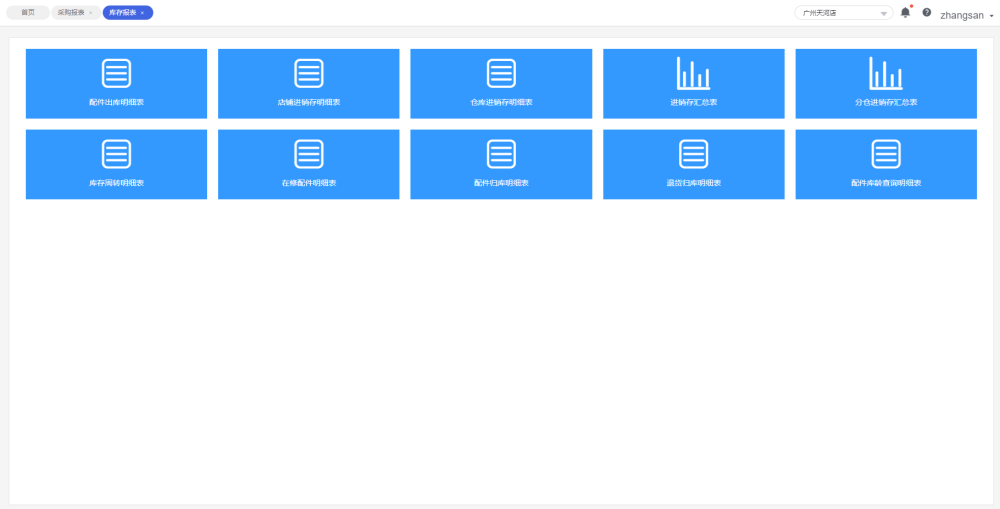 首页
采购报表 ×
库存报表 ×
广州天河店
zhangsan
配件出库明细表
店铺进销存明细表
仓库进销存明细表
进销存汇总表
分仓进销存汇总表
库存周转明细表
在修配件明细表
配件归库明细表
退货归库明细表
配件库龄查询明细表